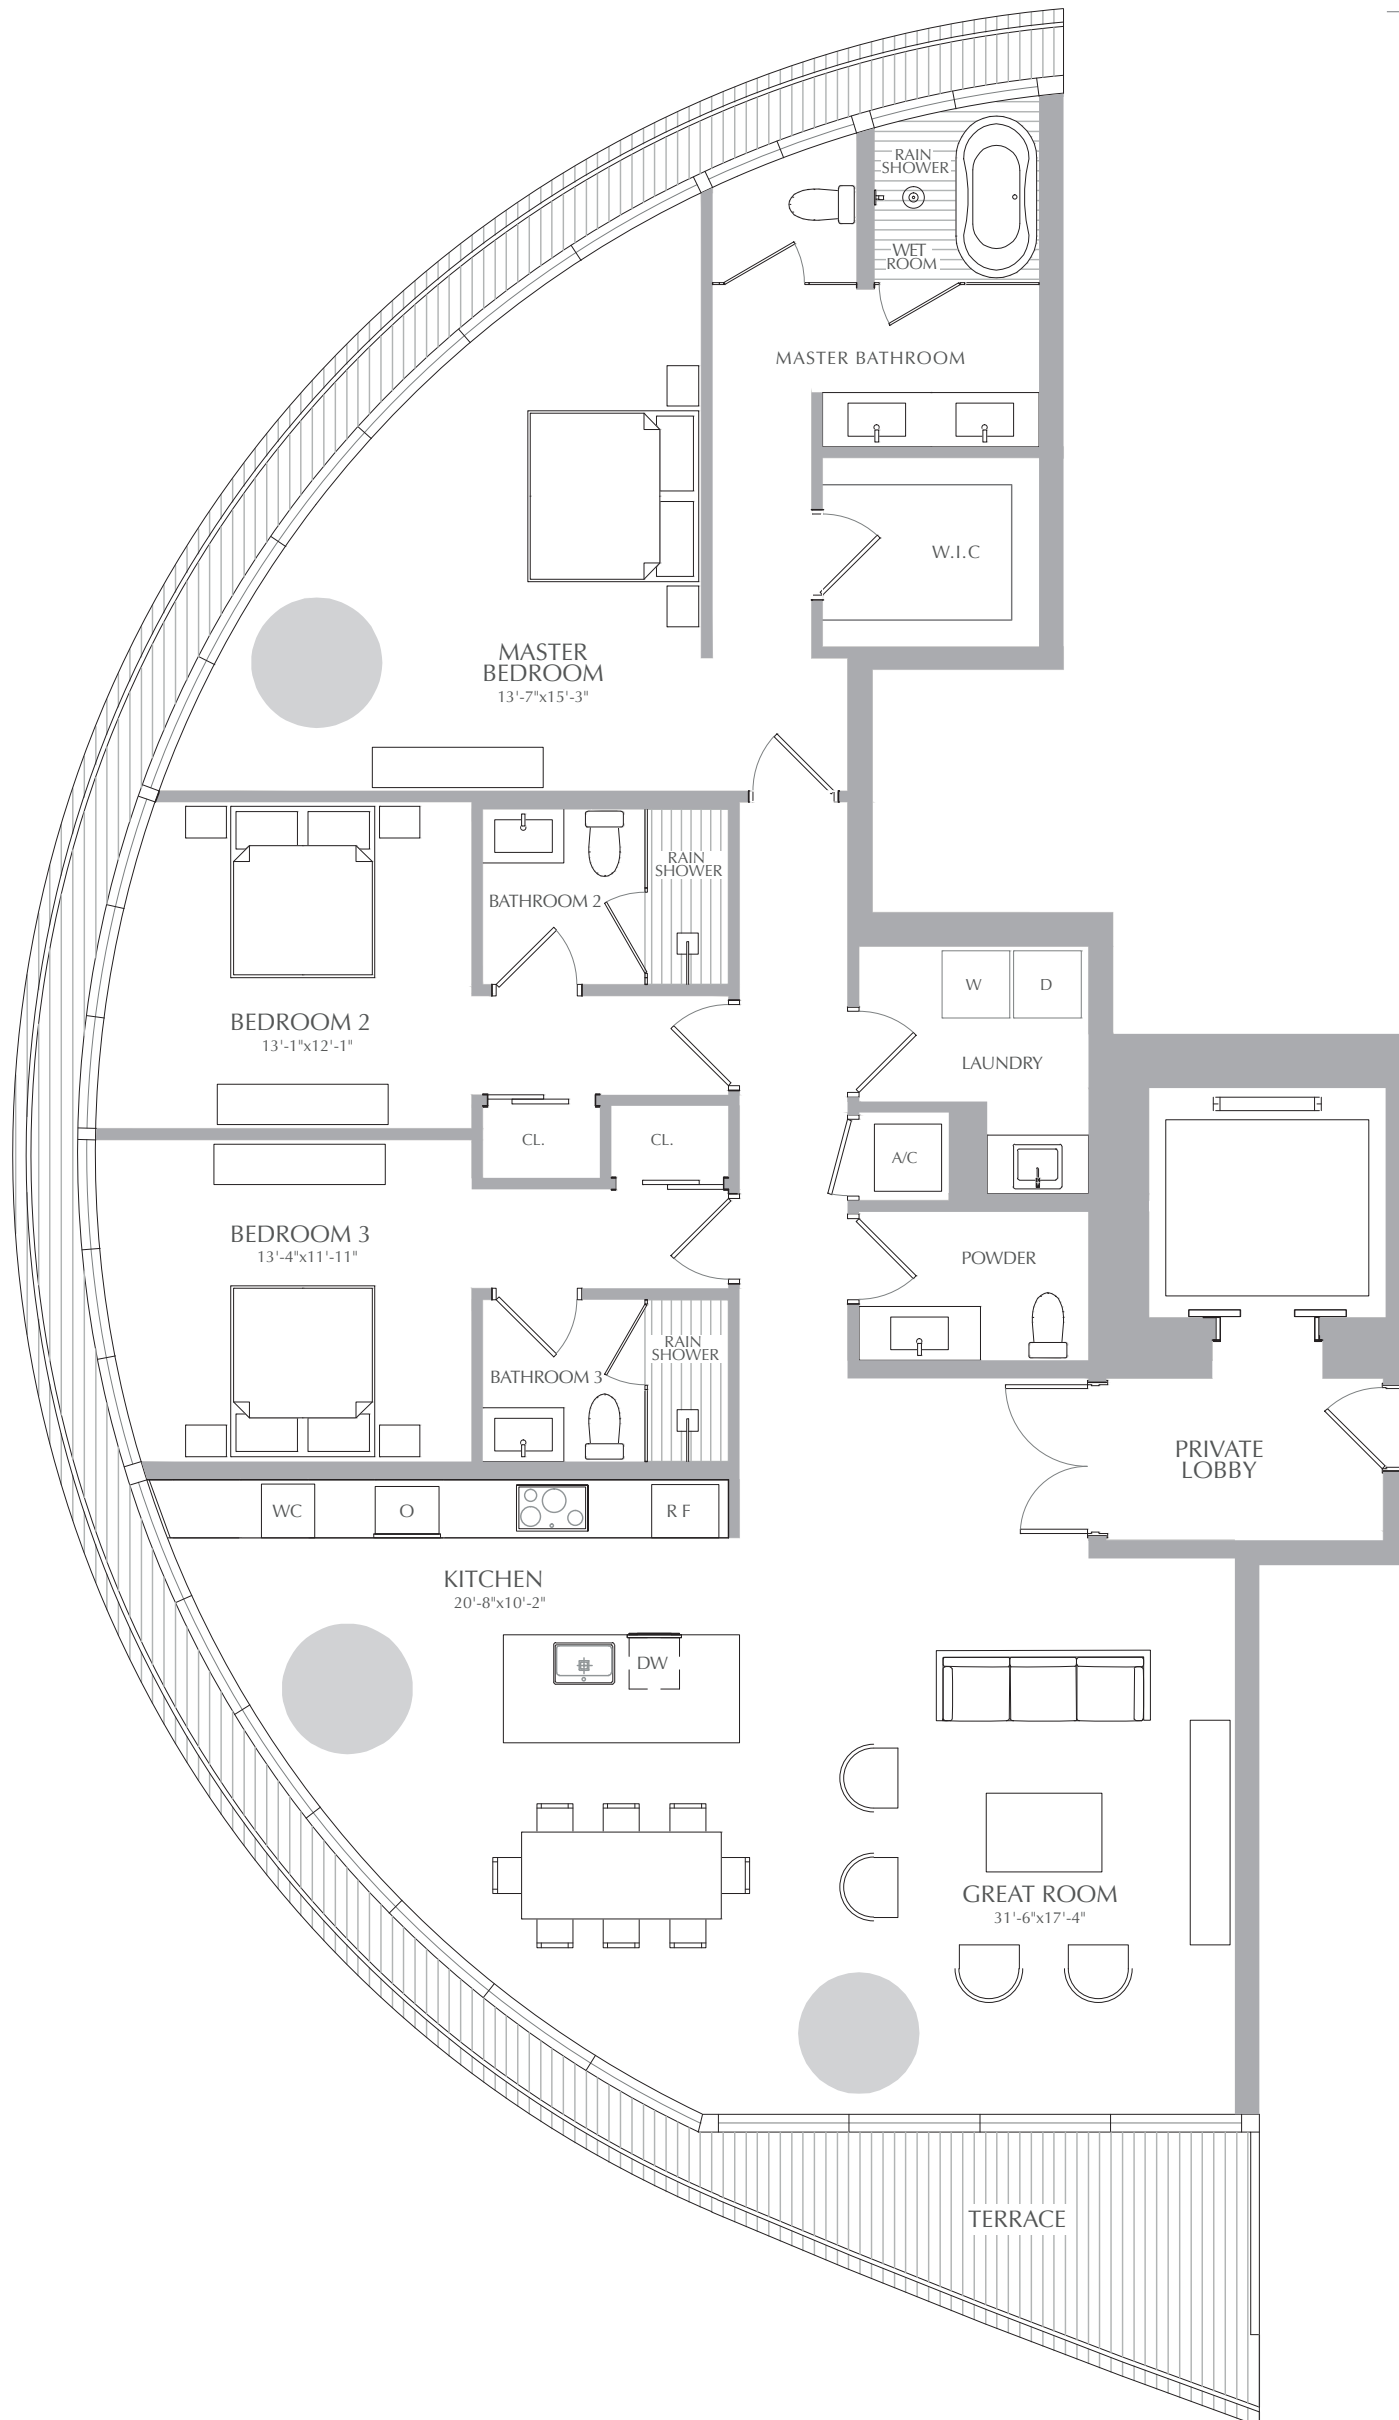 RAIN
SHOWER
WET
ROOM
MASTER BATHROOM
W.I.C
MASTER
BEDROOM
13'-7"x15'-3"
RAIN
SHOWER
BATHROOM 2
W
D
BEDROOM 2
13'-1"x12'-1"
LAUNDRY
CL.
CL.
A/C
BEDROOM 3
13'-4"x11'-11"
POWDER
RAIN
SHOWER
BATHROOM 3
PRIVATE
LOBBY
WC
O
R F
KITCHEN
20'-8"x10'-2"
DW
GREAT ROOM
31'-6"x17'-4"
TERRACE